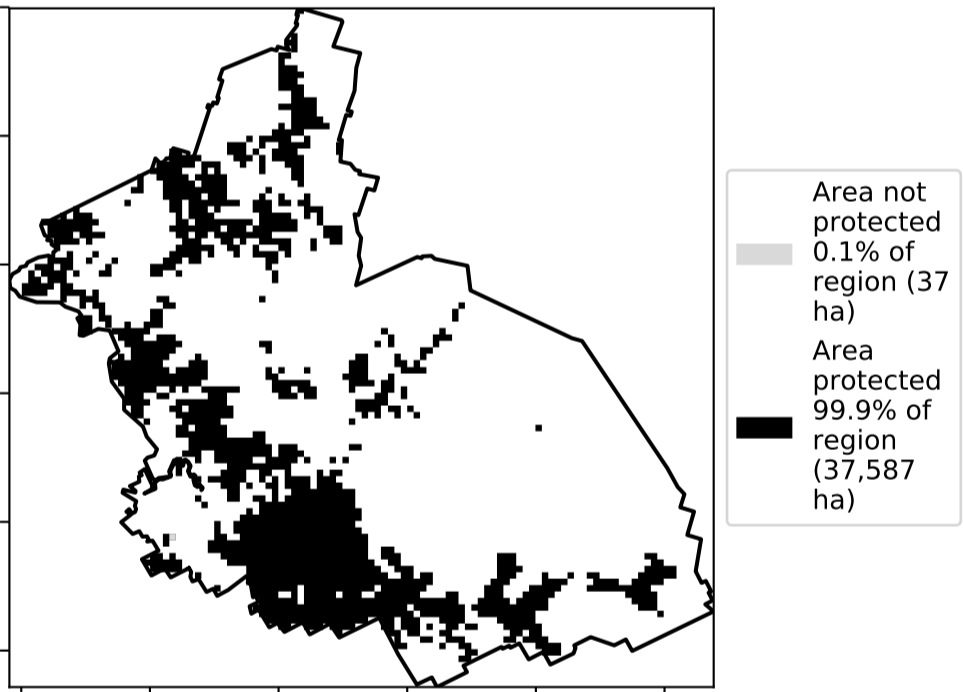 Area not
protected
0.1% of
region (37
ha)
Area
protected
99.9% of
region
(37,587
ha)